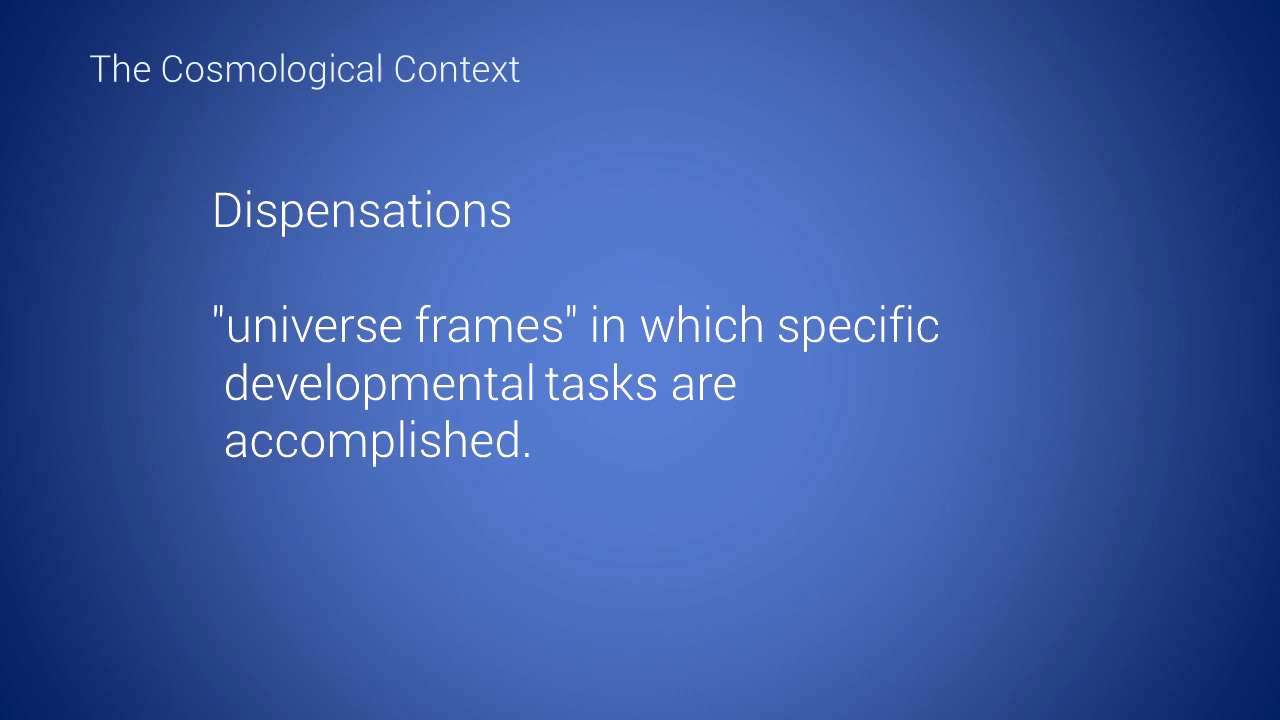 The Cosmological Context
Dispensations
"universe frames" in which specific
developmental tasks are
accomplished.